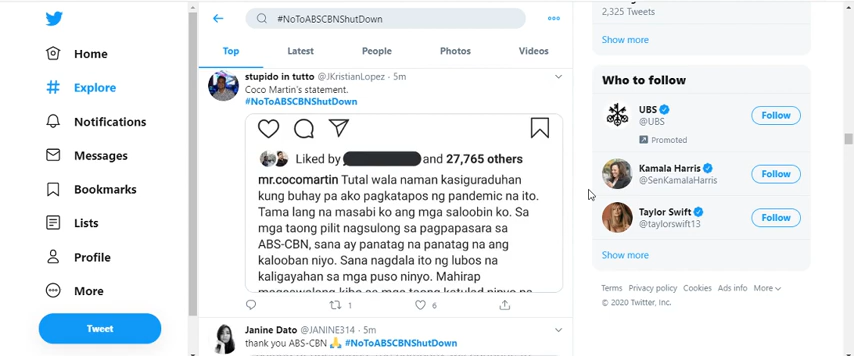 Home
Explore
Notifications
Messages
Bookmarks
Lists
Profile
More
Tweet
#NoToABSCBNShutDown
Top
Latest
People
Photos
Videos
stupido in tutto @JKristianLopez · 5m
Coco Martin's statement.
#NoToABSCBNShutDown
Liked by and 27,765 others
mr.cocomartin Tutal wala naman kasiguraduhan
kung buhay pa ako pagkatapos ng pandemic na ito.
Tama lang na masabi ko ang mga saloobin ko. Sa
mga taong pilit nagsulong sa pagpapasara sa
ABS-CBN, sana ay panatag na panatag na ang
kalooban niyo. Sana nagdala ito ng lubos na
kaligayahan sa mga puso ninyo. Mahirap
1
6
Janine Dato @JANINE314 · 5m
thank you ABS-CBN 🙏 #NoToABSCBNShutDown
2,325 Tweets
Show more
Who to follow
UBS
@UBS
Follow
Promoted
Kamala Harris
@SenKamalaHarris
Follow
Taylor Swift
@taylorswift13
Follow
Show more
Terms Privacy policy Cookies Ads info More
© 2020 Twitter, Inc.